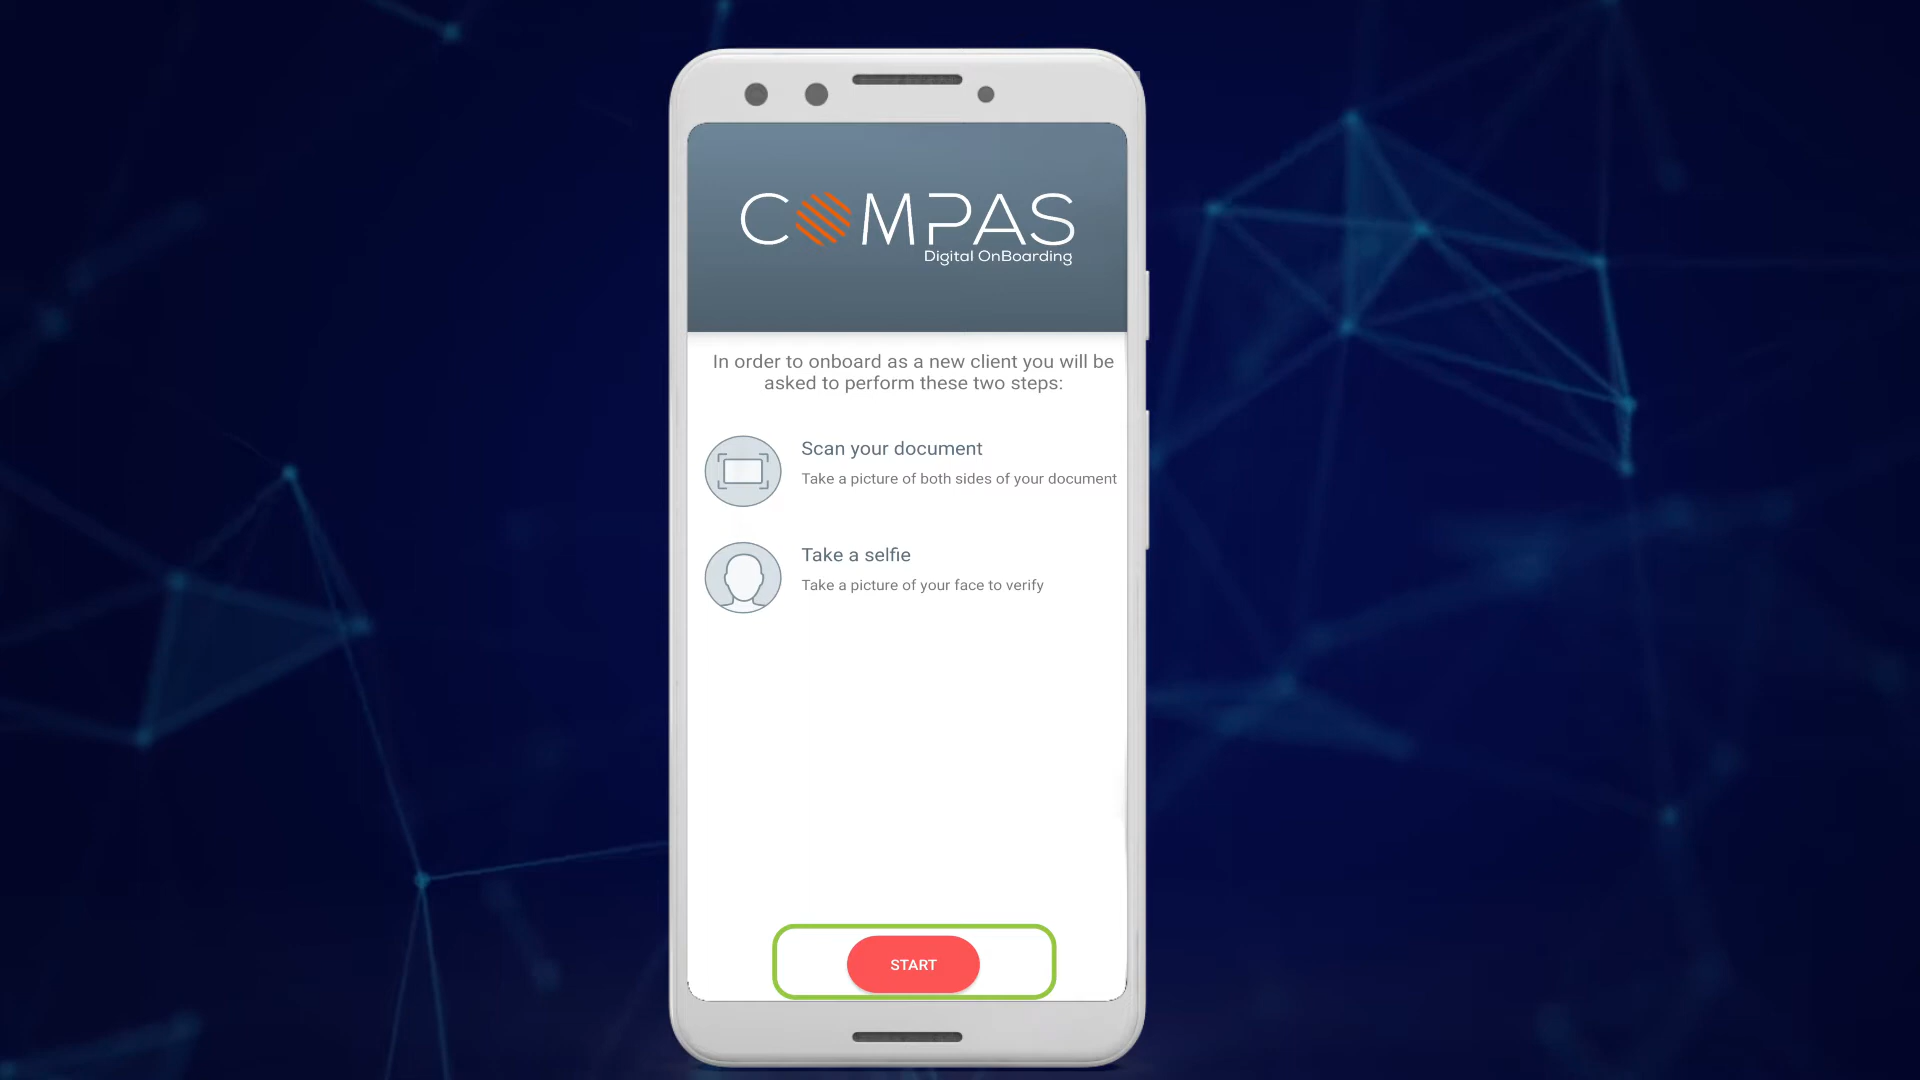 COMPAS
Digital OnBoarding
In order to onboard as a new client you will be
asked to perform these two steps:
Scan your document
Take a picture of both sides of your document
Take a selfie
Take a picture of your face to verify
START